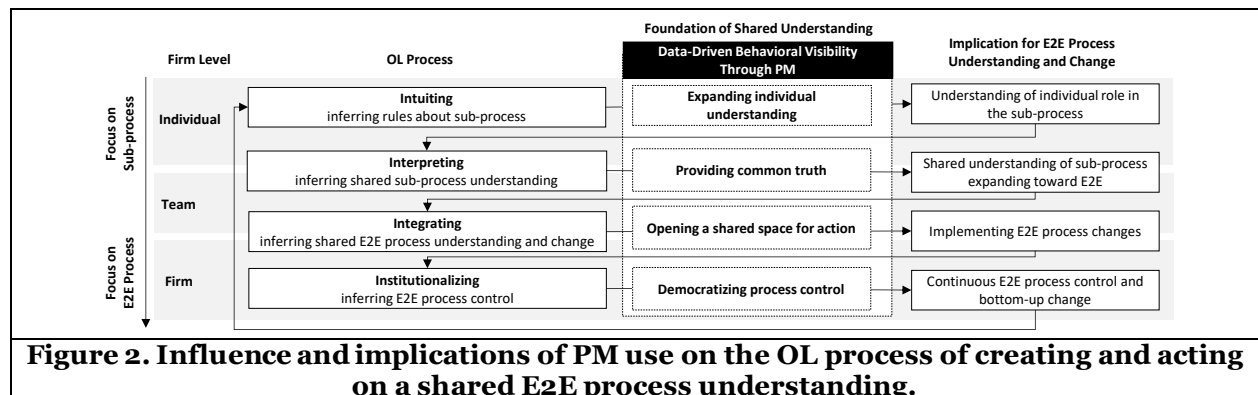 Foundation of Shared Understanding
Firm Level
OL Process
Data-Driven Behavioral Visibility
Through PM
Implication for E2E Process
Understanding and Change
Focus on
Sub-process
Individual
Intuiting
inferring rules about sub-process
Expanding individual
understanding
Understanding of individual role in
the sub-process
Interpreting
inferring shared sub-process understanding
Providing common truth
Shared understanding of sub-process
expanding toward E2E
Team
Integrating
inferring shared E2E process understanding and change
Opening a shared space for action
Implementing E2E process changes
Focus on
E2E Process
Firm
Institutionalizing
inferring E2E process control
Democratizing process control
Continuous E2E process control and
bottom-up change
Figure 2. Influence and implications of PM use on the OL process of creating and acting
on a shared E2E process understanding.